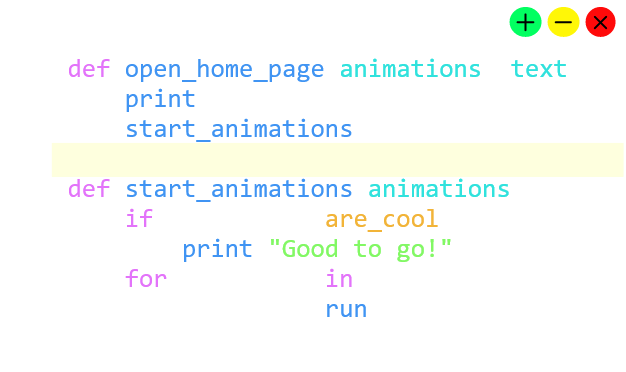 def open_home_page animations text
print
start_animations
def start_animations animations
if are_cool
print "Good to go!"
for in
run